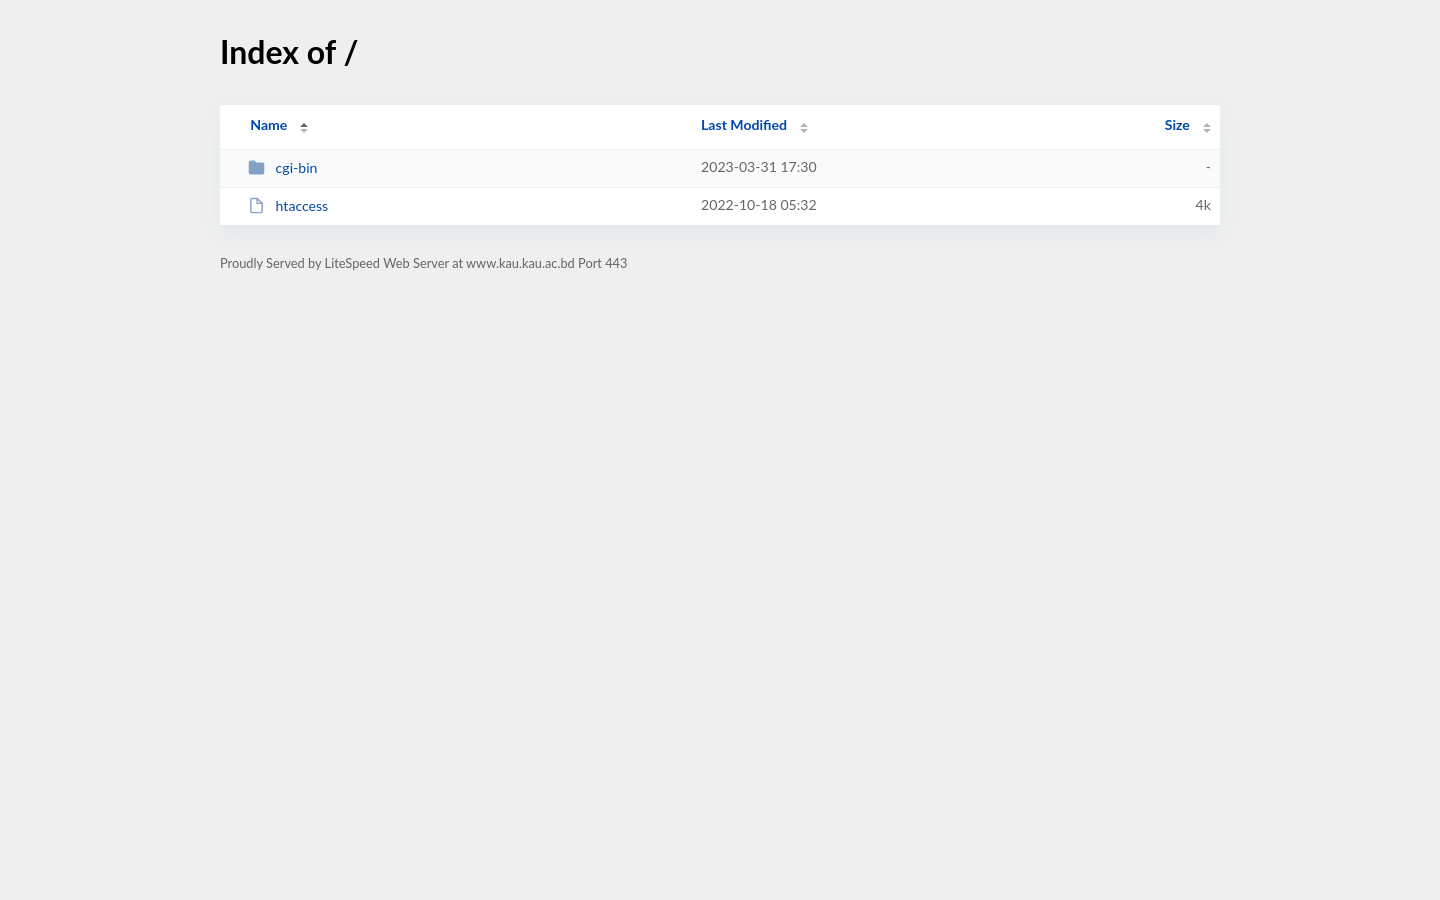 Index of /
Name Last Modified Size
cgi-bin 2023-03-31 17:30 -
htaccess 2022-10-18 05:32 4k
Proudly Served by LiteSpeed Web Server at www.kau.kau.ac.bd Port 443